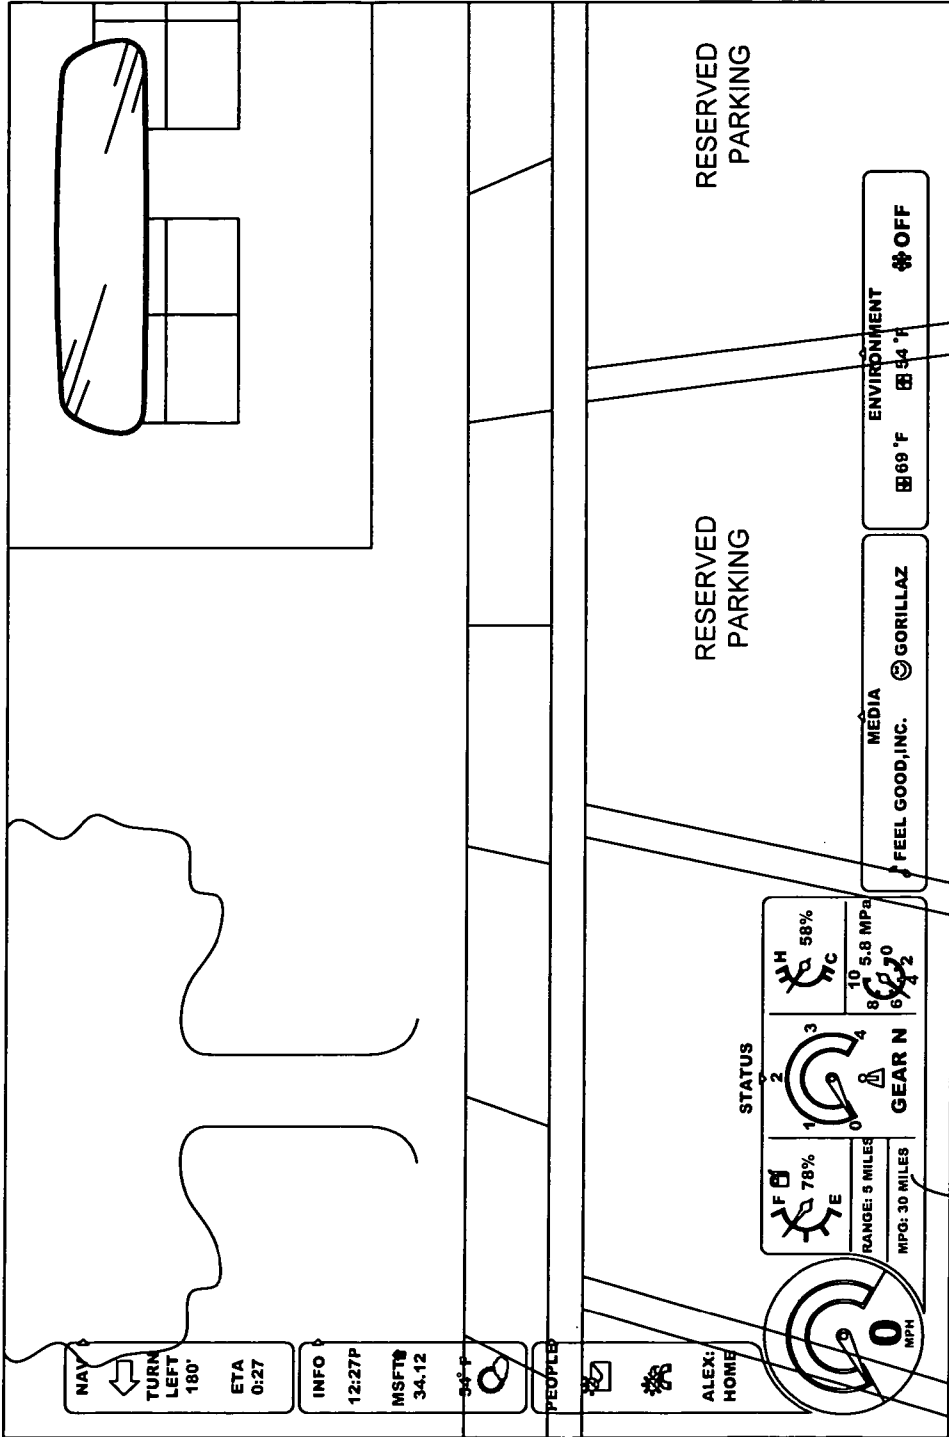 NAV
TURN
LEFT
180'
ETA
0:27
INFO
12:27P
MSFT
34.12
54°F
PEOPLE
ALEX:
HOME
RESERVED
PARKING
RESERVED
PARKING
0
MPH
STATUS
F
78%
E
RANGE: 5 MILES
MPG: 30 MILES
0
1
2
3
4
GEAR N
H
58%
C
10
5.8 MPa
8
6
4
2
0
MEDIA
FEEL GOOD,INC. GORILLAZ
ENVIRONMENT
69 °F 54 °F OFF